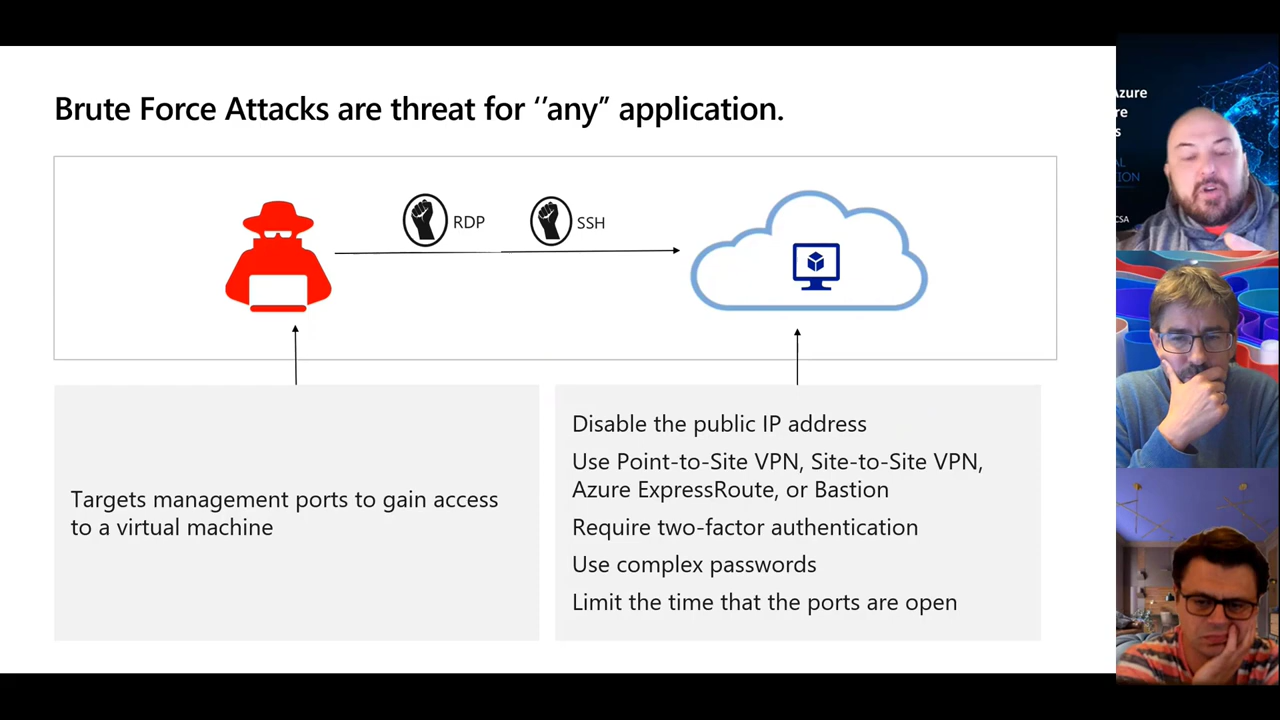 Brute Force Attacks are threat for ‘’any” application.
RDP
SSH
Targets management ports to gain access
to a virtual machine
Disable the public IP address
Use Point-to-Site VPN, Site-to-Site VPN,
Azure ExpressRoute, or Bastion
Require two-factor authentication
Use complex passwords
Limit the time that the ports are open
Azure